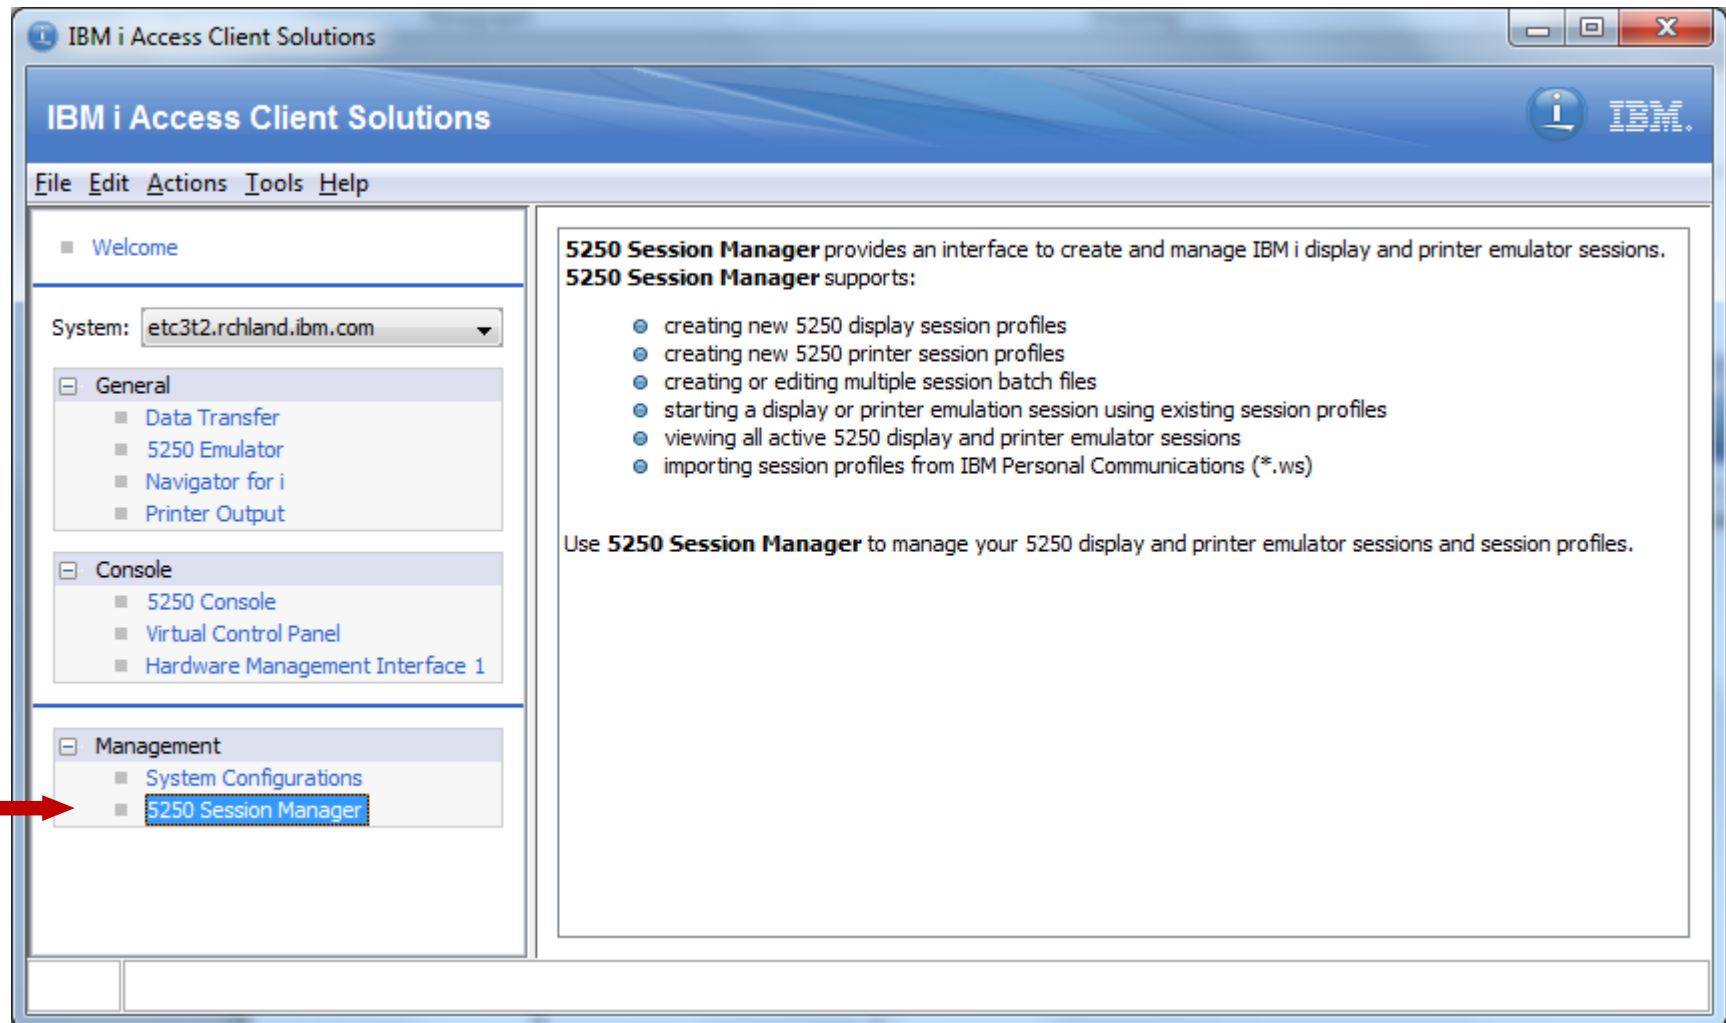 IBM i Access Client Solutions
IBM i Access Client Solutions
IBM.
File Edit Actions Tools Help
Welcome
System: etc3t2.rchland.ibm.com
General
Data Transfer
5250 Emulator
Navigator for i
Printer Output
Console
5250 Console
Virtual Control Panel
Hardware Management Interface 1
Management
System Configurations
5250 Session Manager
5250 Session Manager provides an interface to create and manage IBM i display and printer emulator sessions.
5250 Session Manager supports:
creating new 5250 display session profiles
creating new 5250 printer session profiles
creating or editing multiple session batch files
starting a display or printer emulation session using existing session profiles
viewing all active 5250 display and printer emulator sessions
importing session profiles from IBM Personal Communications (*.ws)
Use 5250 Session Manager to manage your 5250 display and printer emulator sessions and session profiles.